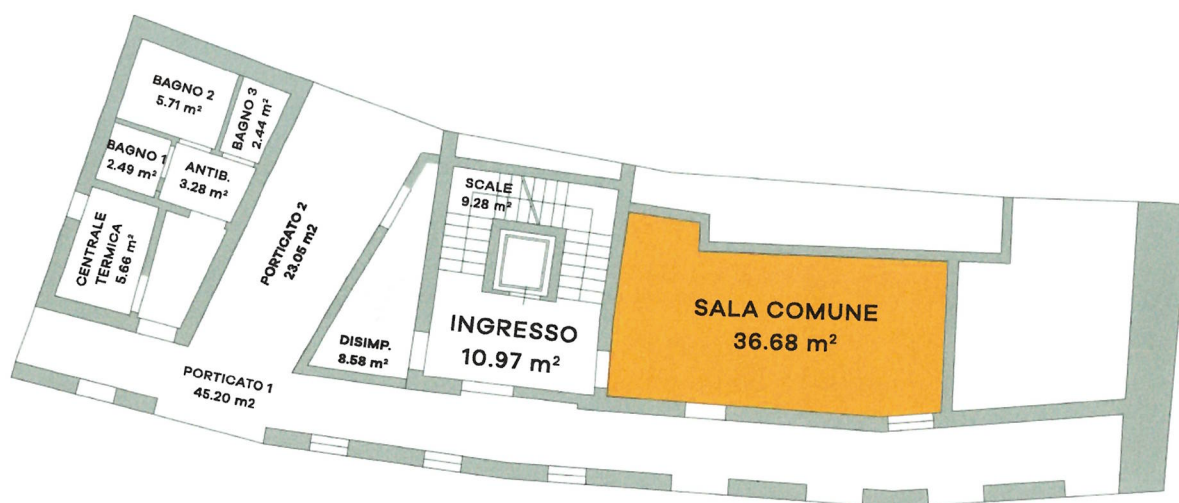 BAGNO 2
5.71 m²
BAGNO 3
2.44 m²
BAGNO 1
2.49 m²
ANTIB.
3.28 m²
CENTRALE
TERMICA
5.66 m²
PORTICATO 2
23.05 m2
SCALE
9.28 m²
DISIMP.
8.58 m²
INGRESSO
10.97 m²
SALA COMUNE
36.68 m²
PORTICATO 1
45.20 m2